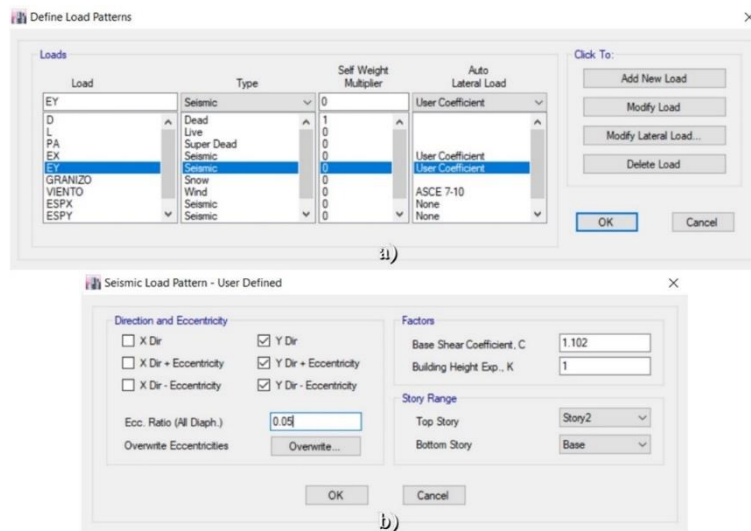 Define Load Patterns
Loads
Load Type Self Weight Multiplier Auto Lateral Load
EY Seismic 0 User Coefficient
D Dead 1
L Live 0
PA Super Dead 0
EX Seismic 0 User Coefficient
EY Seismic 0 User Coefficient
GRANIZO Snow 0
VIENTO Wind 0 ASCE 7-10
ESPX Seismic 0 None
ESPY Seismic 0 None
Click To:
Add New Load
Modify Load
Modify Lateral Load...
Delete Load
OK Cancel
a)
Seismic Load Pattern - User Defined
Direction and Eccentricity
X Dir Y Dir
X Dir + Eccentricity Y Dir + Eccentricity
X Dir - Eccentricity Y Dir - Eccentricity
Ecc. Ratio (All Diaph.) 0.05
Overwrite Eccentricities Overwrite...
Factors
Base Shear Coefficient, C 1.102
Building Height Exp., K 1
Story Range
Top Story Story2
Bottom Story Base
OK Cancel
b)